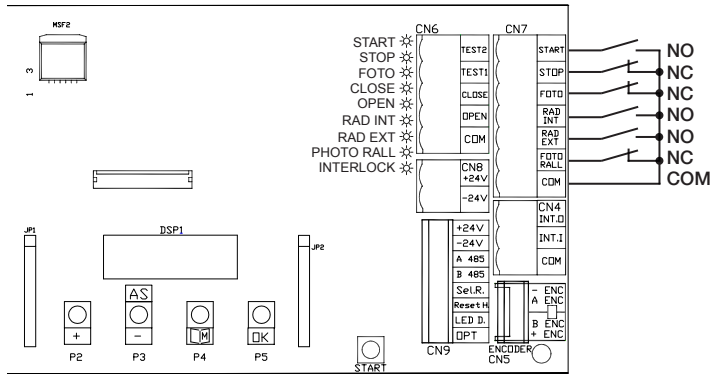 MSF2
3
1
START
STOP
FOTO
CLOSE
OPEN
RAD INT
RAD EXT
PHOTO RALL
INTERLOCK
CN6
TEST2
TEST1
CLOSE
OPEN
COM
CN8
+24V
-24V
+24V
-24V
A 485
B 485
Sel.R.
Reset H.
LED D.
OPT
CN9
CN7
START
STOP
FOTO
RAD
INT
RAD
EXT
FOTO
RALL
COM
CN4
INT.O
INT.I
COM
- ENC
A ENC
B ENC
+ ENC
ENCODER
CN5
NO
NC
NC
NO
NO
NC
COM
JP1
DSP1
JP2
AS
+
-
M
OK
P2
P3
P4
P5
START